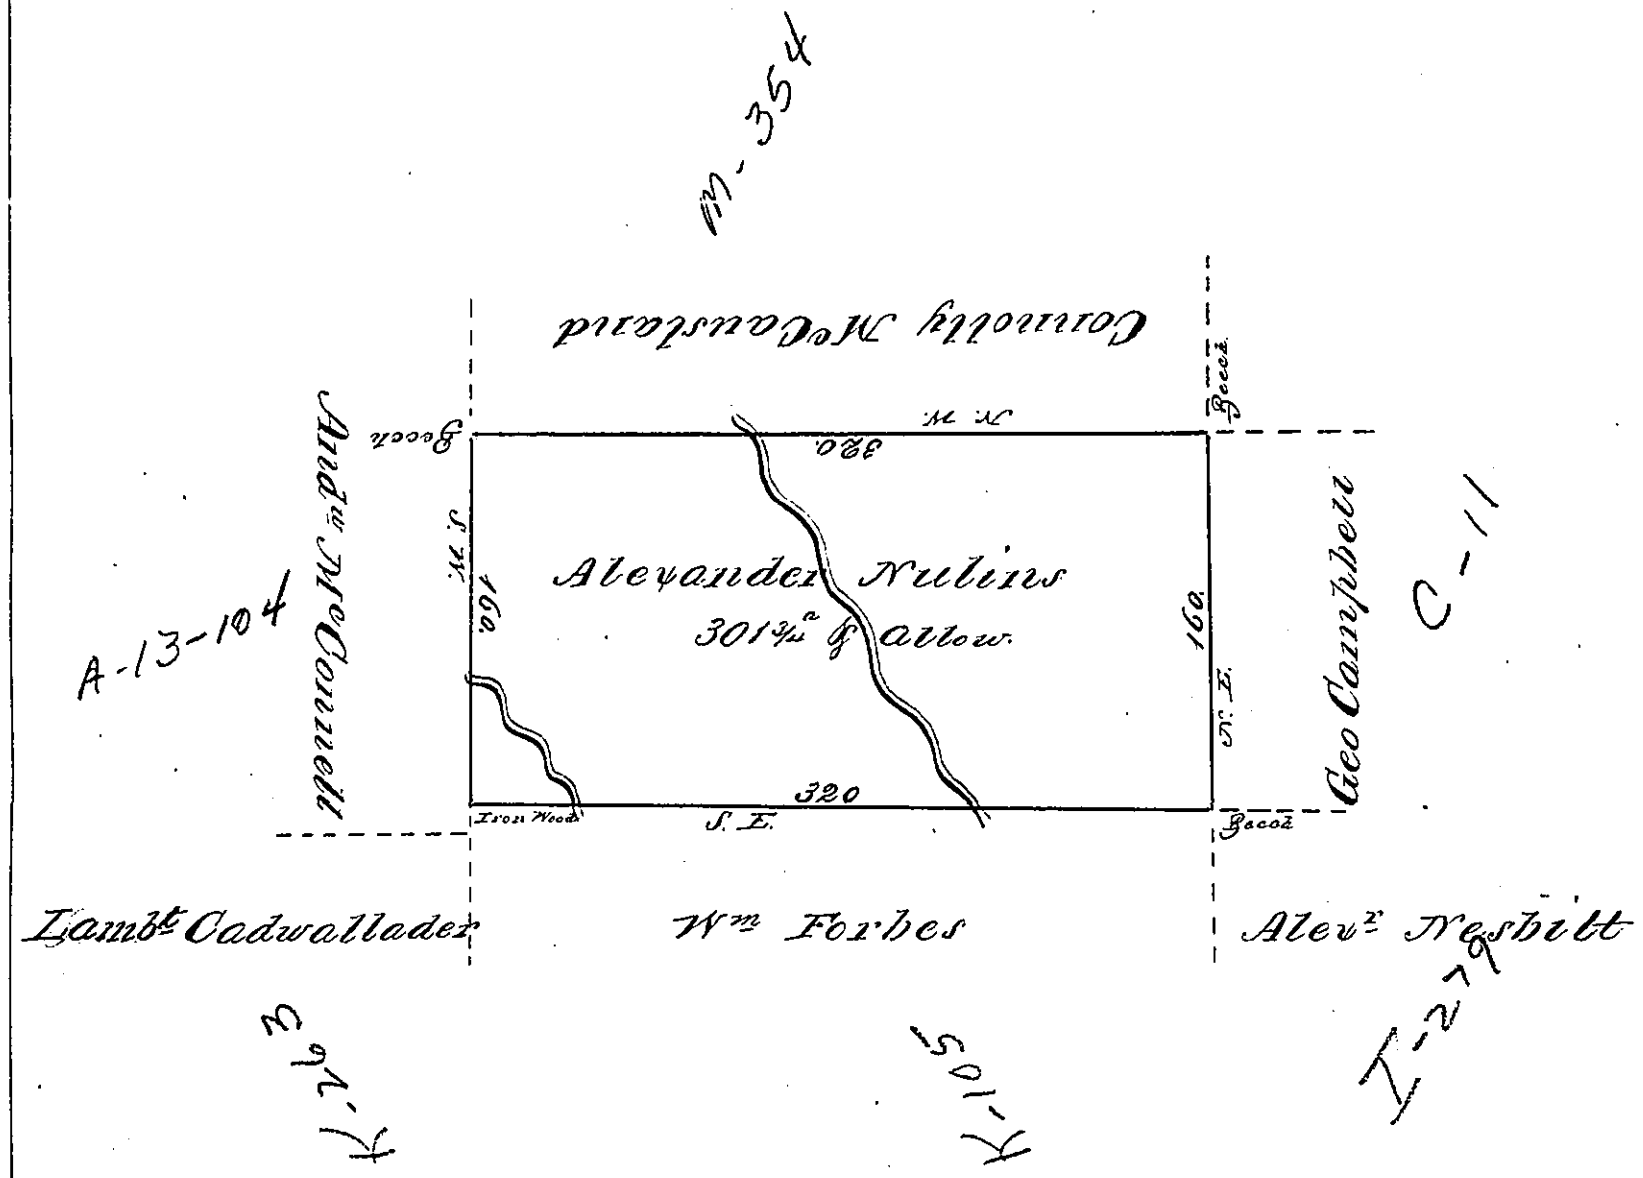 M-354
Connolly McCausland
Beech
N. W.
320.
Beech
Andw McConnell
S. W.
160.
Alexander Nulins
301¾a & allow.
160.
N. E.
Geo Campbell
C-11
A-13-104
320
Iron Wood
S. E.
Beech
Lambt Cadwallader
Wm Forbes
Alexr Nesbitt
K-263
K-105
I-279